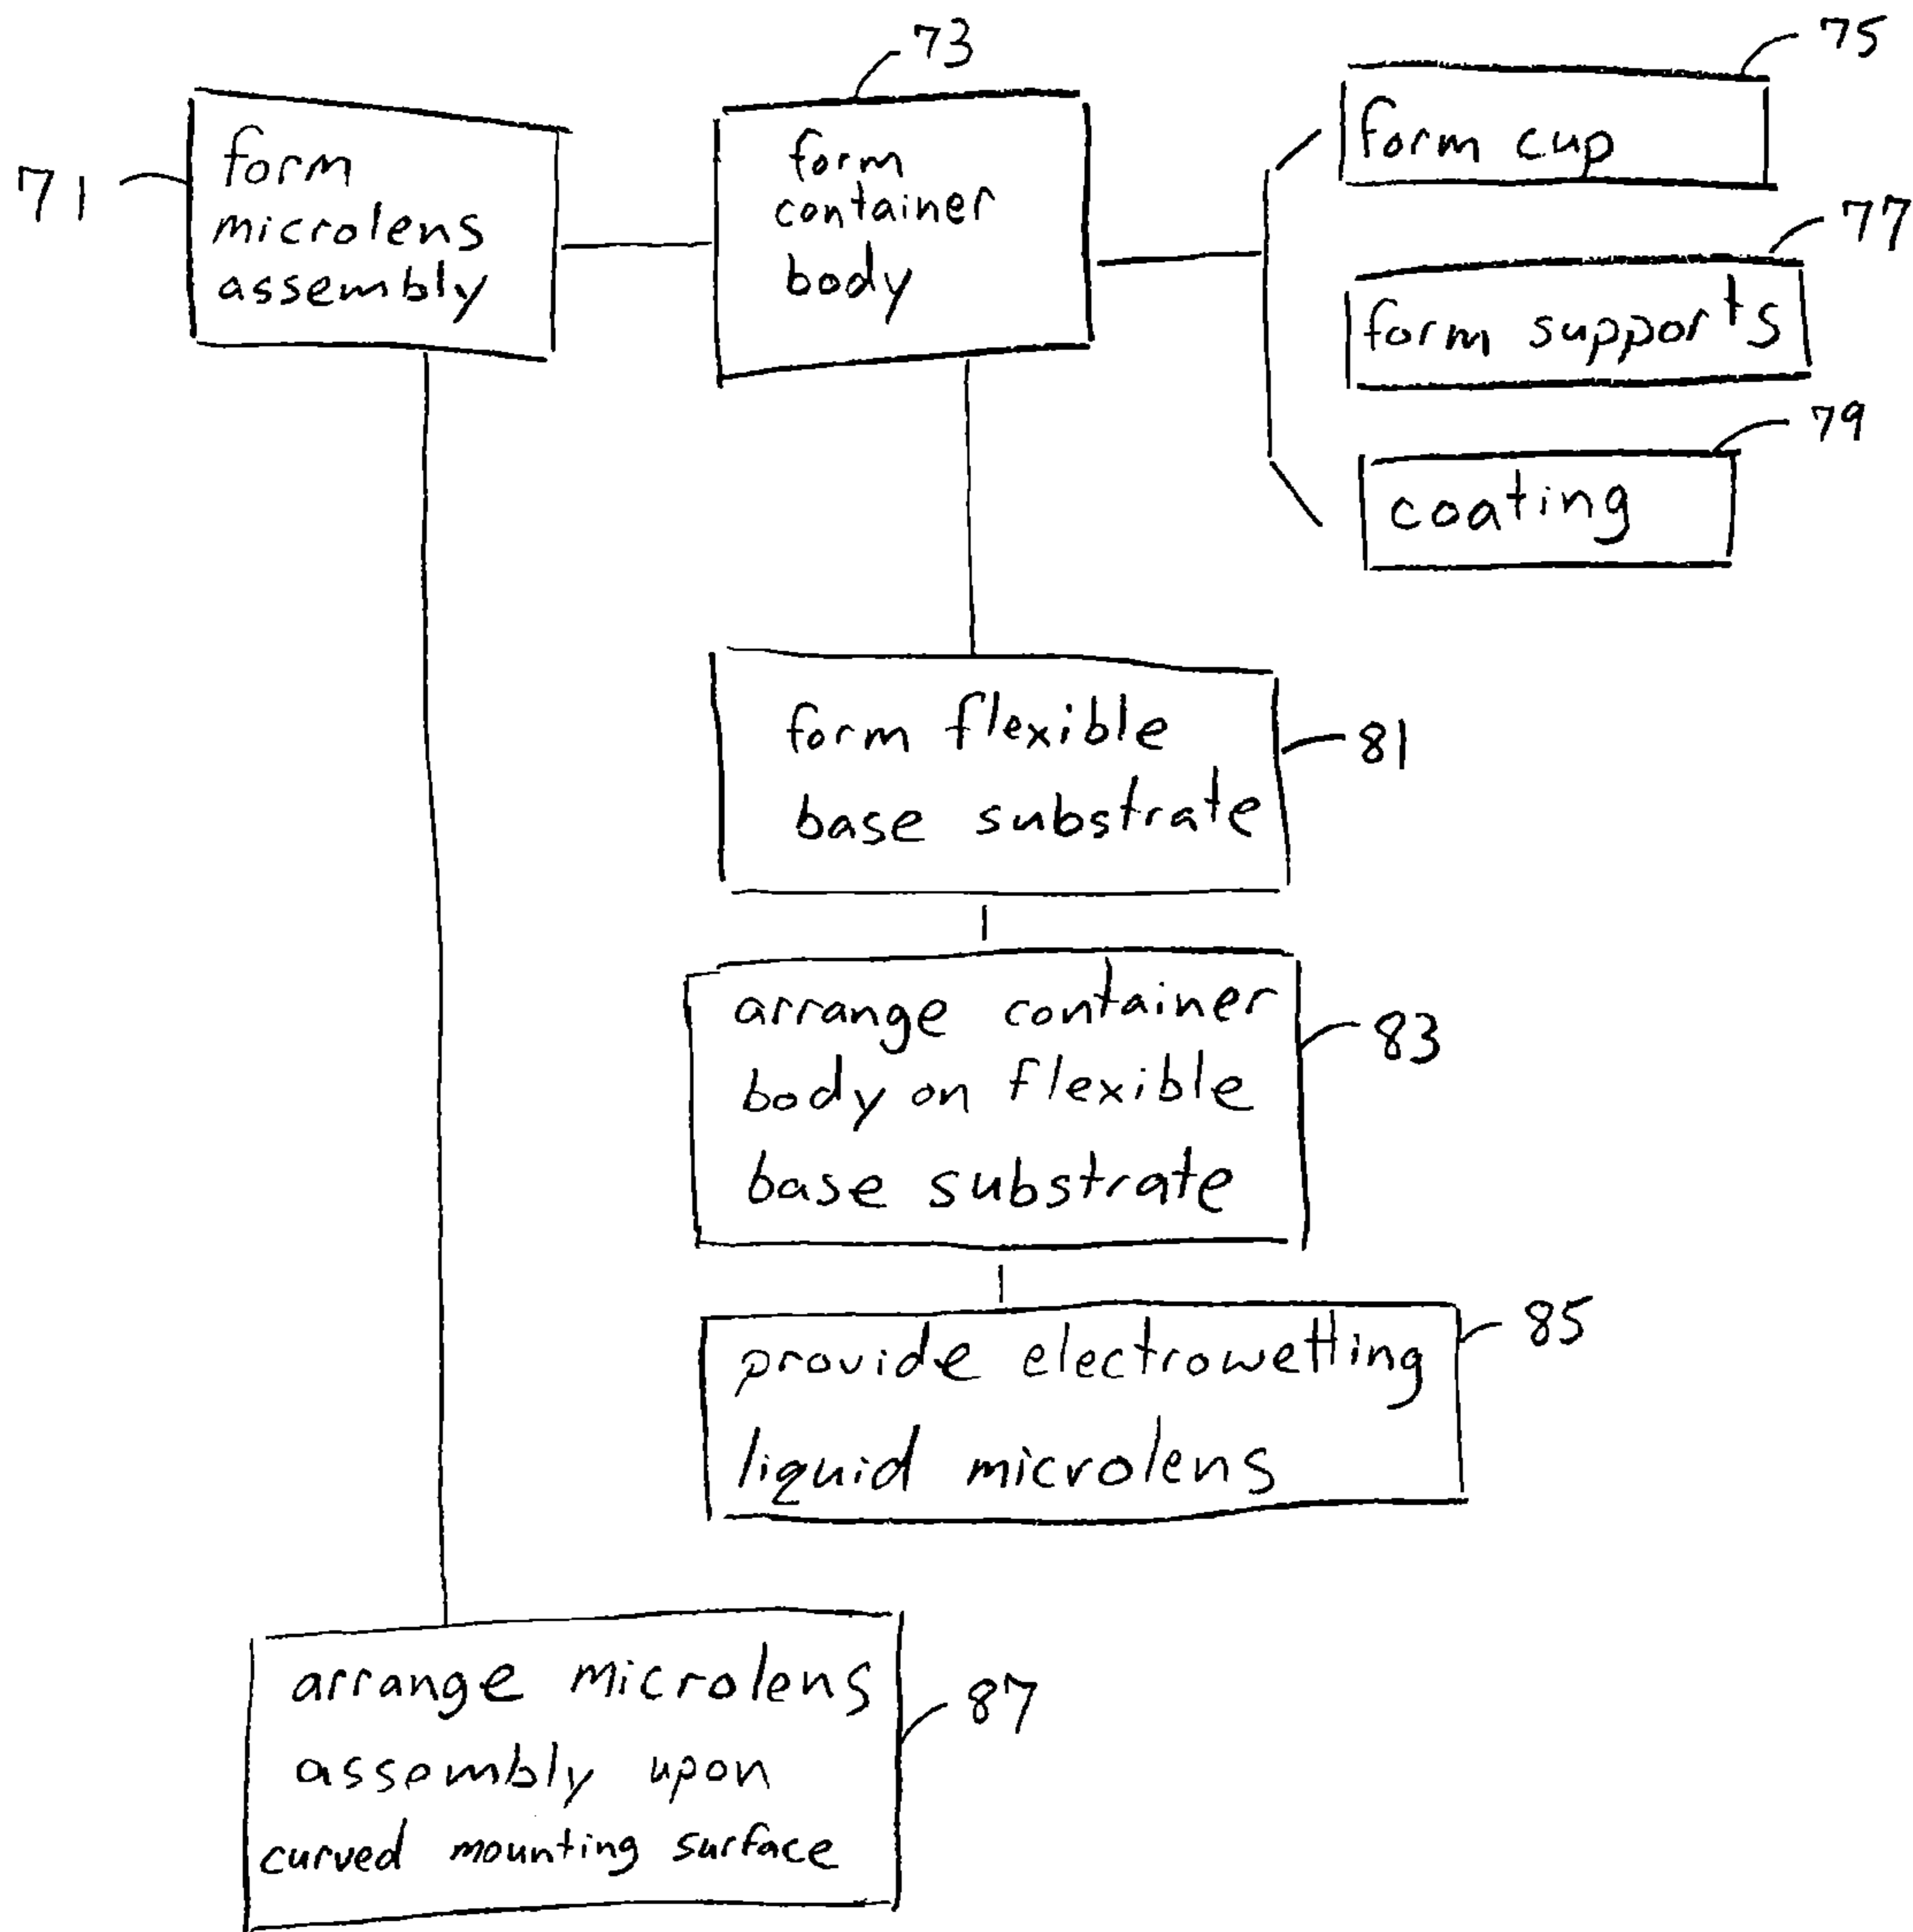 73
75
71
form
microlens
assembly
form
container
body
form cup
77
form supports
79
coating
form flexible
base substrate
81
arrange container
body on flexible
base substrate
83
provide electrowetting
liquid microlens
85
arrange microlens
assembly upon
curved mounting surface
87